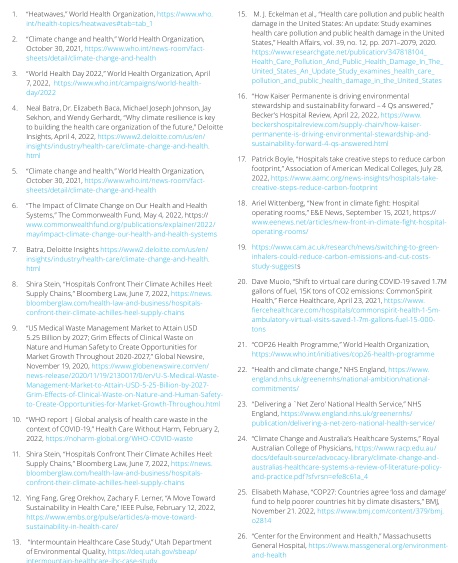 1. "Heatwaves," World Health Organization, https://www.who.
int/health-topics/heatwaves#tab=tab_1
2. "Climate change and health," World Health Organization,
October 30, 2021, https://www.who.int/news-room/fact-
sheets/detail/climate-change-and-health
3. "World Health Day 2022," World Health Organization, April
7, 2022, https://www.who.int/campaigns/world-health-
day/2022
4. Neal Batra, Dr. Elizabeth Baca, Michael Joseph Johnson, Jay
Sekhon, and Wendy Gerhardt, "Why climate resilience is key
to building the health care organization of the future," Deloitte
Insights, April 4, 2022, https://www2.deloitte.com/us/en/
insights/industry/health-care/climate-change-and-health.
html
5. "Climate change and health," World Health Organization,
October 30, 2021, https://www.who.int/news-room/fact-
sheets/detail/climate-change-and-health
6. "The Impact of Climate Change on Our Health and Health
Systems," The Commonwealth Fund, May 4, 2022, https://
www.commonwealthfund.org/publications/explainer/2022/
may/impact-climate-change-our-health-and-health-systems
7. Batra, Deloitte Insights https://www2.deloitte.com/us/en/
insights/industry/health-care/climate-change-and-health.
html
8. Shira Stein, "Hospitals Confront Their Climate Achilles Heel:
Supply Chains," Bloomberg Law, June 7, 2022, https://news.
bloomberglaw.com/health-law-and-business/hospitals-
confront-their-climate-achilles-heel-supply-chains
9. "US Medical Waste Management Market to Attain USD
5.25 Billion by 2027; Grim Effects of Clinical Waste on
Nature and Human Safety to Create Opportunities for
Market Growth Throughout 2020-2027," Global Newsire,
November 19, 2020, https://www.globenewswire.com/en/
news-release/2020/11/19/2130017/0/en/U-S-Medical-Waste-
Management-Market-to-Attain-USD-5-25-Billion-by-2027-
Grim-Effects-of-Clinical-Waste-on-Nature-and-Human-Safety-
to-Create-Opportunities-for-Market-Growth-Throughout.html
10. "WHO report | Global analysis of health care waste in the
context of COVID-19," Health Care Without Harm, February 2,
2022, https://noharm-global.org/WHO-COVID-waste
11. Shira Stein, "Hospitals Confront Their Climate Achilles Heel:
Supply Chains," Bloomberg Law, June 7, 2022, https://news.
bloomberglaw.com/health-law-and-business/hospitals-
confront-their-climate-achilles-heel-supply-chains
12. Ying Fang, Greg Orekhov, Zachary F. Lerner, "A Move Toward
Sustainability in Health Care," IEEE Pulse, February 12, 2022,
https://www.embs.org/pulse/articles/a-move-toward-
sustainability-in-health-care/
13. "Intermountain Healthcare Case Study," Utah Department
of Environmental Quality, https://deq.utah.gov/sbeap/
intermountain-healthcare-ibc-case-study
15. M. J. Eckelman et al., "Health care pollution and public health
damage in the United States: An update: Study examines
health care pollution and public health damage in the United
States," Health Affairs, vol. 39, no. 12, pp. 2071–2079, 2020.
https://www.researchgate.net/publication/347818104_
Health_Care_Pollution_And_Public_Health_Damage_In_The_
United_States_An_Update_Study_examines_health_care_
pollution_and_public_health_damage_in_the_United_States
16. "How Kaiser Permanente is driving environmental
stewardship and sustainability forward – 4 Qs answered,"
Becker's Hospital Review, April 22, 2022, https://www.
beckershospitalreview.com/supply-chain/how-kaiser-
permanente-is-driving-environmental-stewardship-and-
sustainability-forward-4-qs-answered.html
17. Patrick Boyle, "Hospitals take creative steps to reduce carbon
footprint," Association of American Medical Colleges, July 28,
2022, https://www.aamc.org/news-insights/hospitals-take-
creative-steps-reduce-carbon-footprint
18. Ariel Wittenberg, "New front in climate fight: Hospital
operating rooms," E&E News, September 15, 2021, https://
www.eenews.net/articles/new-front-in-climate-fight-hospital-
operating-rooms/
19. https://www.cam.ac.uk/research/news/switching-to-green-
inhalers-could-reduce-carbon-emissions-and-cut-costs-
study-suggests
20. Dave Muoio, "Shift to virtual care during COVID-19 saved 1.7M
gallons of fuel, 15K tons of CO2 emissions: CommonSpirit
Health," Fierce Healthcare, April 23, 2021, https://www.
fiercehealthcare.com/hospitals/commonspirit-health-1-5m-
ambulatory-virtual-visits-saved-1-7m-gallons-fuel-15-000-
tons
21. "COP26 Health Programme," World Health Organization,
https://www.who.int/initiatives/cop26-health-programme
22. "Health and climate change," NHS England, https://www.
england.nhs.uk/greenernhs/national-ambition/national-
commitments/
23. "Delivering a `Net Zero' National Health Service," NHS
England, https://www.england.nhs.uk/greenernhs/
publication/delivering-a-net-zero-national-health-service/
24. "Climate Change and Australia's Healthcare Systems," Royal
Australian College of Physicians, https://www.racp.edu.au/
docs/default-source/advocacy-library/climate-change-and-
australias-healthcare-systems-a-review-of-literature-policy-
and-practice.pdf?sfvrsn=efe8c61a_4
25. Elisabeth Mahase, "COP27: Countries agree 'loss and damage'
fund to help poorer countries hit by climate disasters," BMJ,
November 21, 2022, https://www.bmj.com/content/379/bmj.
o2814
26. "Center for the Environment and Health," Massachusetts
General Hospital, https://www.massgeneral.org/environment-
and-health